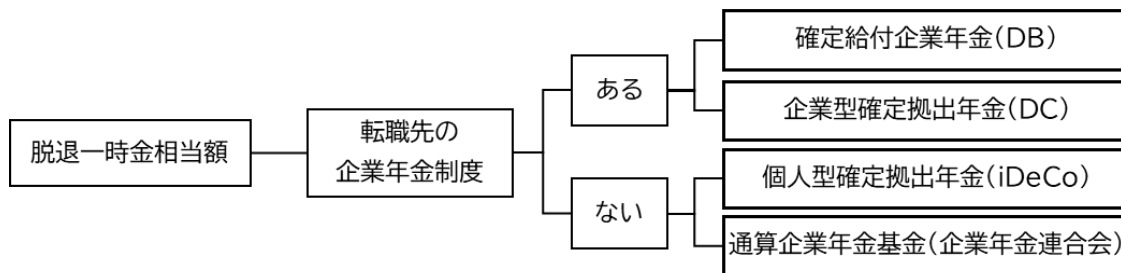 脱退一時金相当額
転職先の
企業年金制度
ある
ない
確定給付企業年金(DB)
企業型確定拠出年金(DC)
個人型確定拠出年金(iDeCo)
通算企業年金基金(企業年金連合会)